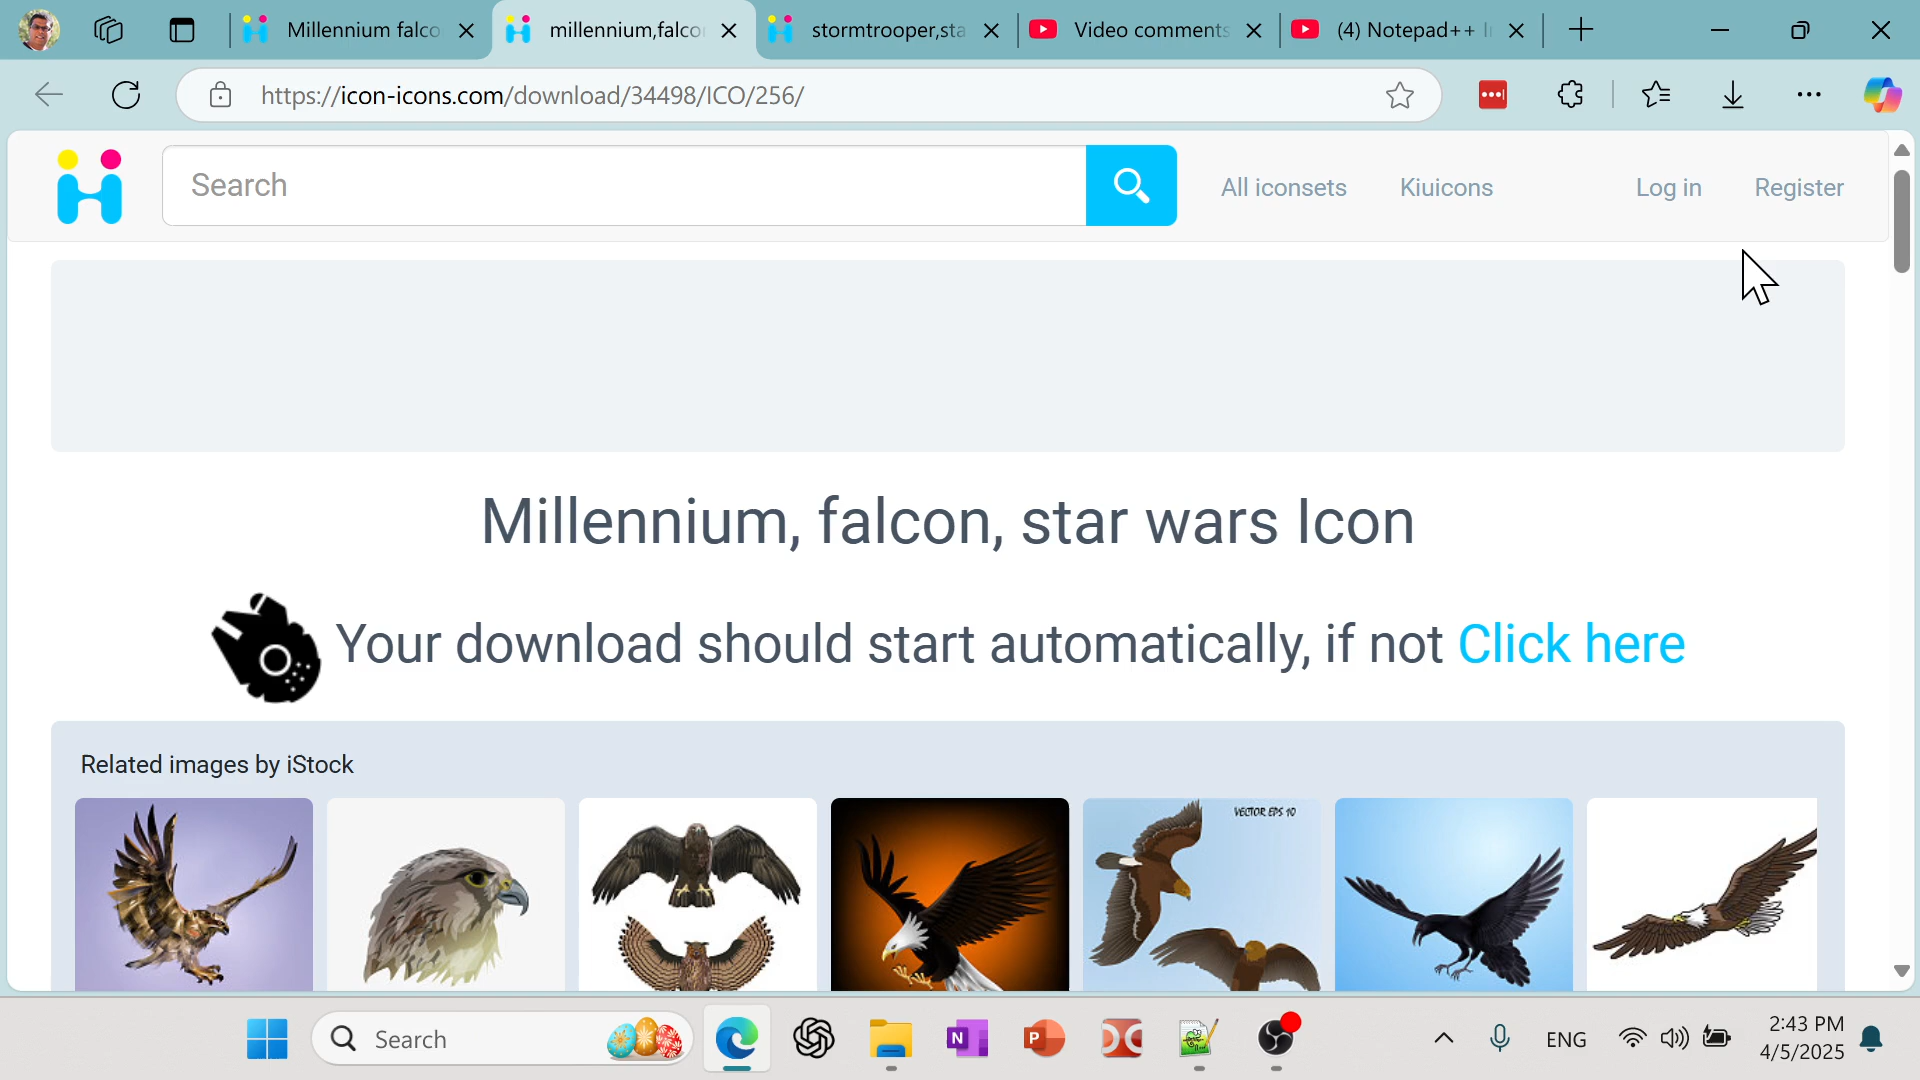 Millennium falco
millennium,falco
stormtrooper,sta
Video comments
(4) Notepad++ I
https://icon-icons.com/download/34498/ICO/256/
Search
All iconsets
Kiuicons
Log in
Register
Millennium, falcon, star wars Icon
Your download should start automatically, if not Click here
Related images by iStock
VECTOR EPS 10
Search
N
P
ENG
2:43 PM
4/5/2025